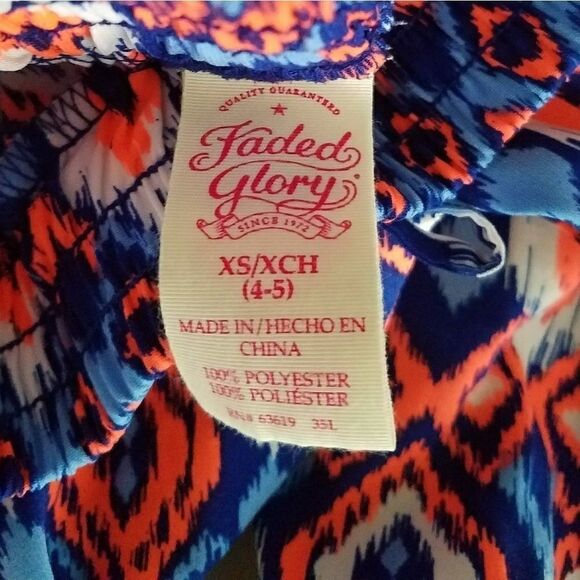 QUALITY GUARANTEED
Faded
Glory
SINCE 1972
XS/XCH
(4-5)
MADE IN/HECHO EN
CHINA
100% POLYESTER
100% POLIÉSTER
RN# 63619 35L